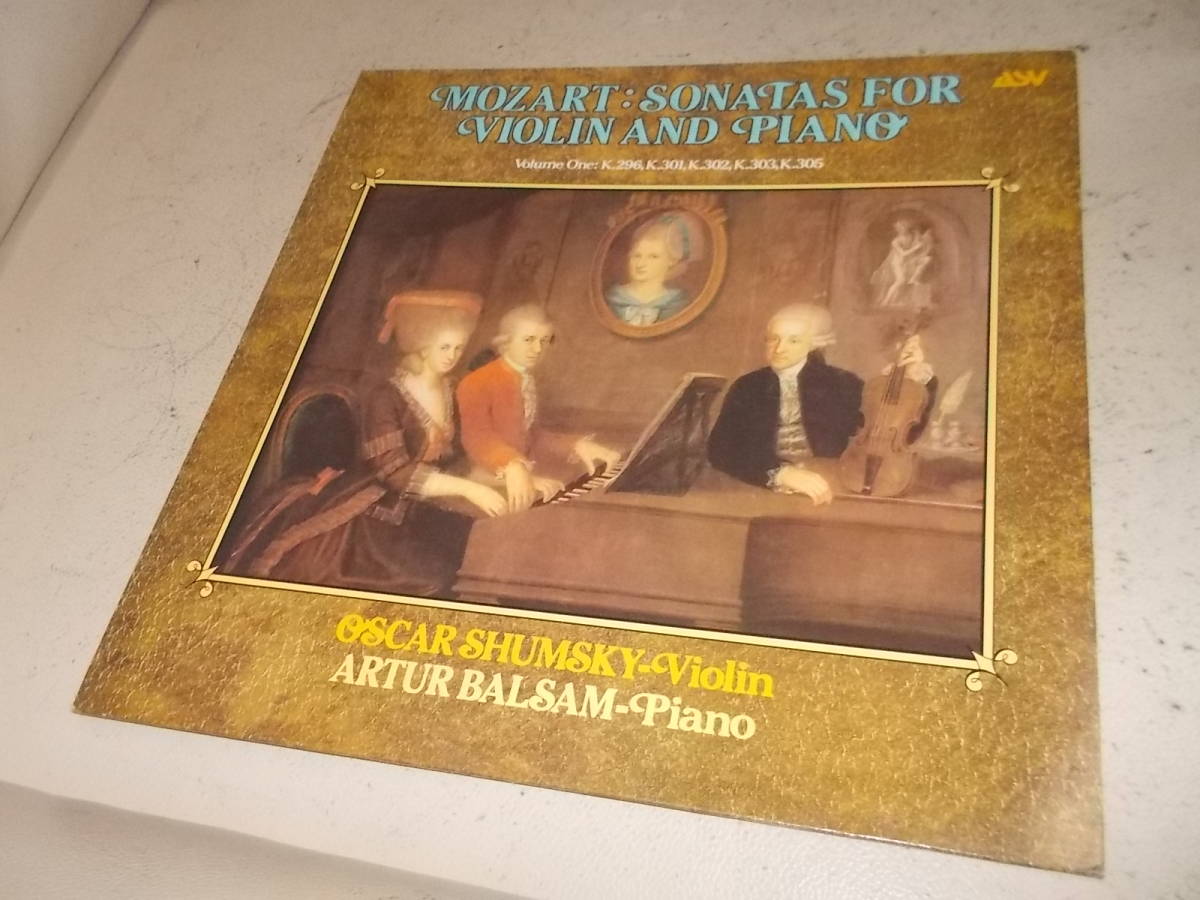 ASV
MOZART: SONATAS FOR
VIOLIN AND PIANO
Volume One: K.296, K.301, K.302, K.303, K.305
OSCAR SHUMSKY-Violin
ARTUR BALSAM-Piano